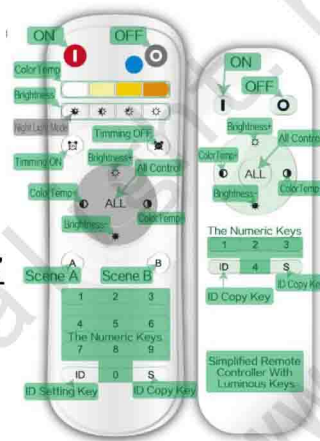 ON OFF
ColorTemp
Brightness
Night Light Mode
Timming OFF
Timming ON
Brightness+
All Control
ColorTemp-
ALL
ColorTemp+
Brightness-
A B
Scene A Scene B
1 2 3
4 5 6
The Numeric Keys
7 8 9
ID 0 S
ID Setting Key ID Copy Key
ON
OFF
I O
Brightness+
All Control
ColorTemp-
ALL
ColorTemp+
Brightness-
The Numeric Keys
1 2 3
ID 4 S
ID Copy Key ID Copy Key
Simplified Remote
Controller With
Luminous Keys